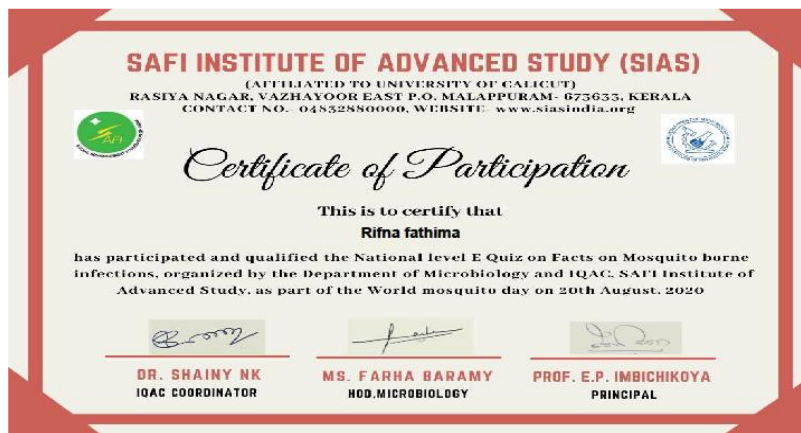 SAFI INSTITUTE OF ADVANCED STUDY (SIAS)
(AFFILIATED TO UNIVERSITY OF CALICUT)
RASIYA NAGAR, VAZHAYOOR EAST P.O. MALAPPURAM- 673633, KERALA
CONTACT NO.- 04832880000, WEBSITE- www.siasindia.org
SAFI
Certificate of Participation
This is to certify that
Rifna fathima
has participated and qualified the National level E Quiz on Facts on Mosquito borne
infections, organized by the Department of Microbiology and IQAC, SAFI Institute of
Advanced Study, as part of the World mosquito day on 20th August, 2020
DR. SHAINY NK
IQAC COORDINATOR
MS. FARHA BARAMY
HOD,MICROBIOLOGY
PROF. E.P. IMBICHIKOYA
PRINCIPAL